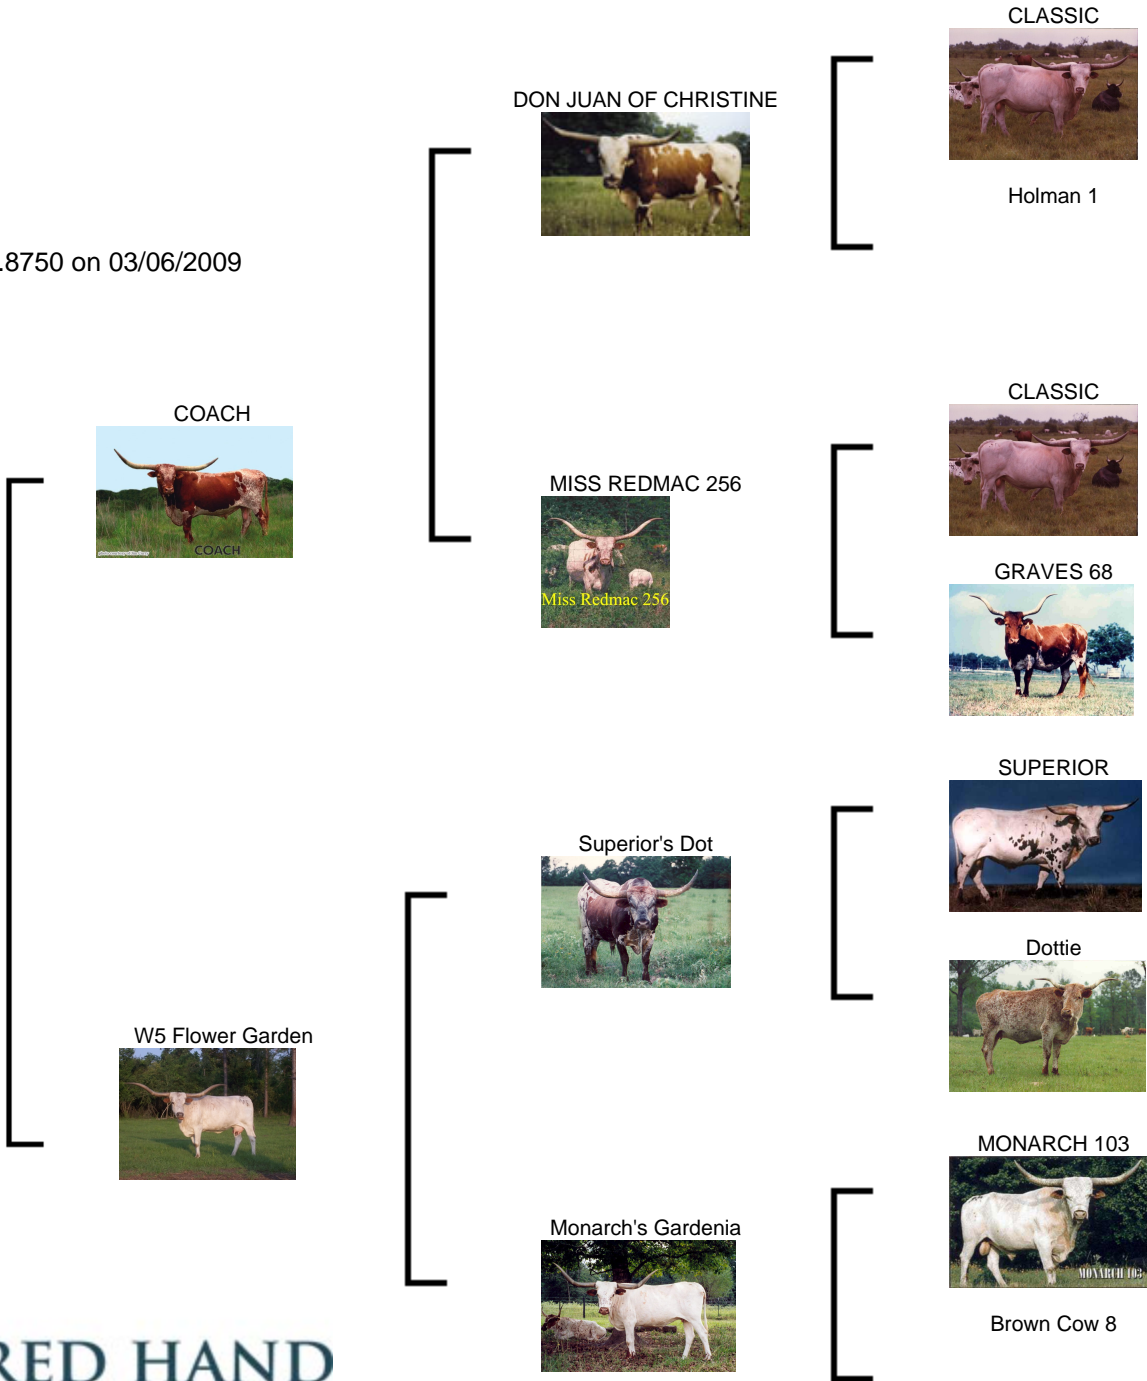 CLASSIC
DON JUAN OF CHRISTINE
Holman 1
.8750 on 03/06/2009
CLASSIC
COACH
COACH
MISS REDMAC 256
Miss Redmac 256
GRAVES 68
SUPERIOR
Superior's Dot
Dottie
W5 Flower Garden
MONARCH 103
MONARCH 103
Monarch's Gardenia
Brown Cow 8
RED HAND